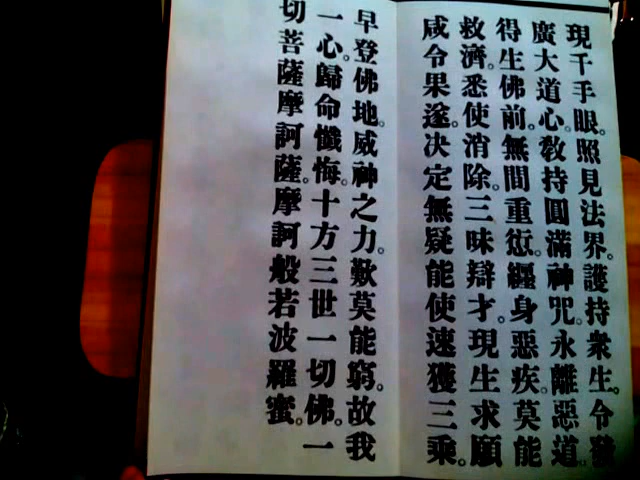 現千手眼。照見法界。護持衆生。令發
廣大道心。教持圓滿神咒。永離惡道。
得生佛前。無間重愆。纏身惡疾。莫能
救濟。悉使消除。三昧辯才。現生求願
咸令果遂。決定無疑。能使速獲三乘。
早登佛地。威神之力。歎莫能窮。故我
一心。歸命懺悔。十方三世一切佛。一
切菩薩摩訶薩。摩訶般若波羅蜜。